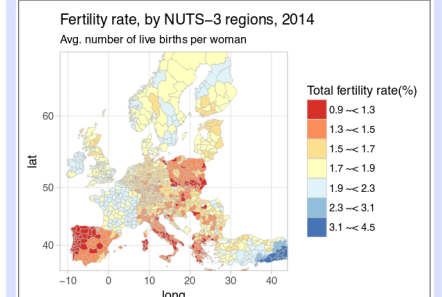 Fertility rate, by NUTS−3 regions, 2014
Avg. number of live births per woman
Total fertility rate(%)
0.9 ~< 1.3
1.3 ~< 1.5
1.5 ~< 1.7
1.7 ~< 1.9
1.9 ~< 2.3
2.3 ~< 3.1
3.1 ~< 4.5
lat
60
50
40
−10
0
10
20
30
40
long